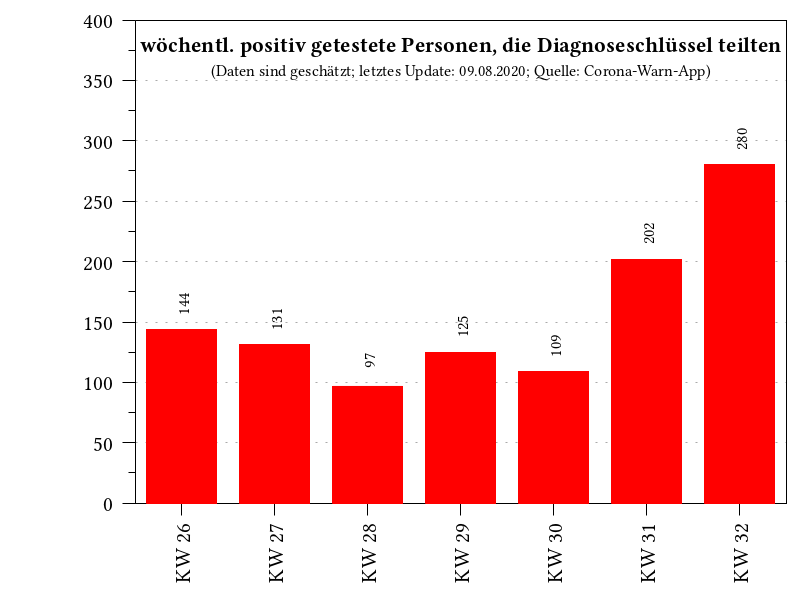 wöchentl. positiv getestete Personen, die Diagnoseschlüssel teilten
(Daten sind geschätzt; letztes Update: 09.08.2020; Quelle: Corona-Warn-App)
400
350
300
250
200
150
100
50
0
144
131
97
125
109
202
280
KW 26
KW 27
KW 28
KW 29
KW 30
KW 31
KW 32